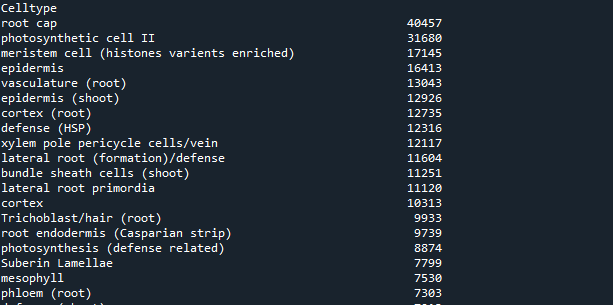 Celltype
root cap 40457
photosynthetic cell II 31680
meristem cell (histones varients enriched) 17145
epidermis 16413
vasculature (root) 13043
epidermis (shoot) 12926
cortex (root) 12735
defense (HSP) 12316
xylem pole pericycle cells/vein 12117
lateral root (formation)/defense 11604
bundle sheath cells (shoot) 11251
lateral root primordia 11120
cortex 10313
Trichoblast/hair (root) 9933
root endodermis (Casparian strip) 9739
photosynthesis (defense related) 8874
Suberin Lamellae 7799
mesophyll 7530
phloem (root) 7303